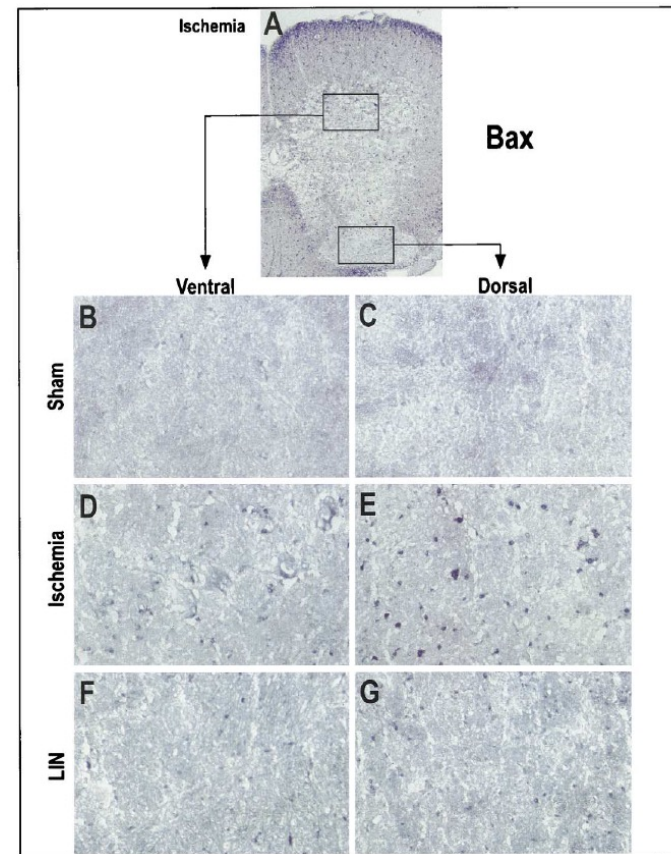 Ischemia
A
Bax
Ventral
Dorsal
B
C
Sham
D
E
Ischemia
F
G
LIN